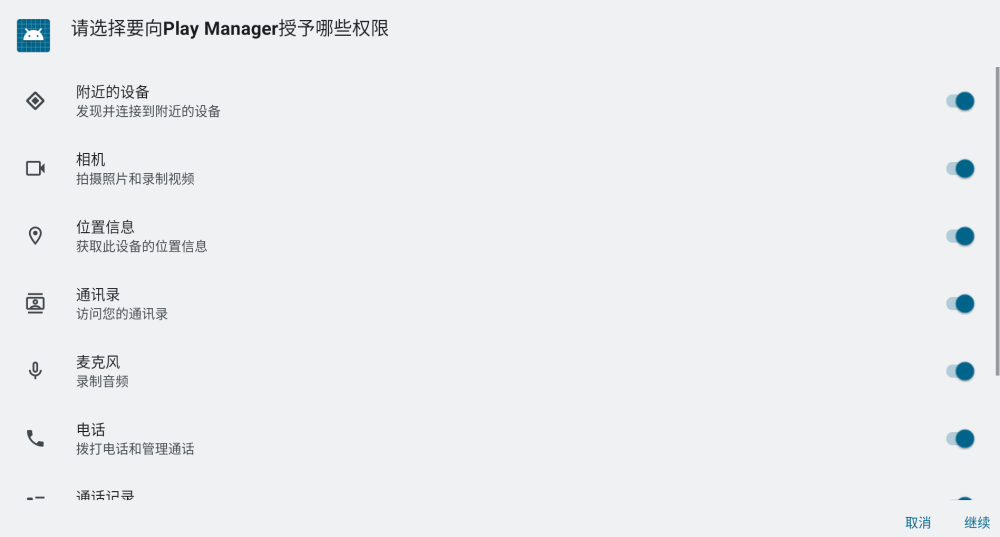 请选择要向Play Manager授予哪些权限
附近的设备
发现并连接到附近的设备
相机
拍摄照片和录制视频
位置信息
获取此设备的位置信息
通讯录
访问您的通讯录
麦克风
录制音频
电话
拨打电话和管理通话
通话记录
取消
继续